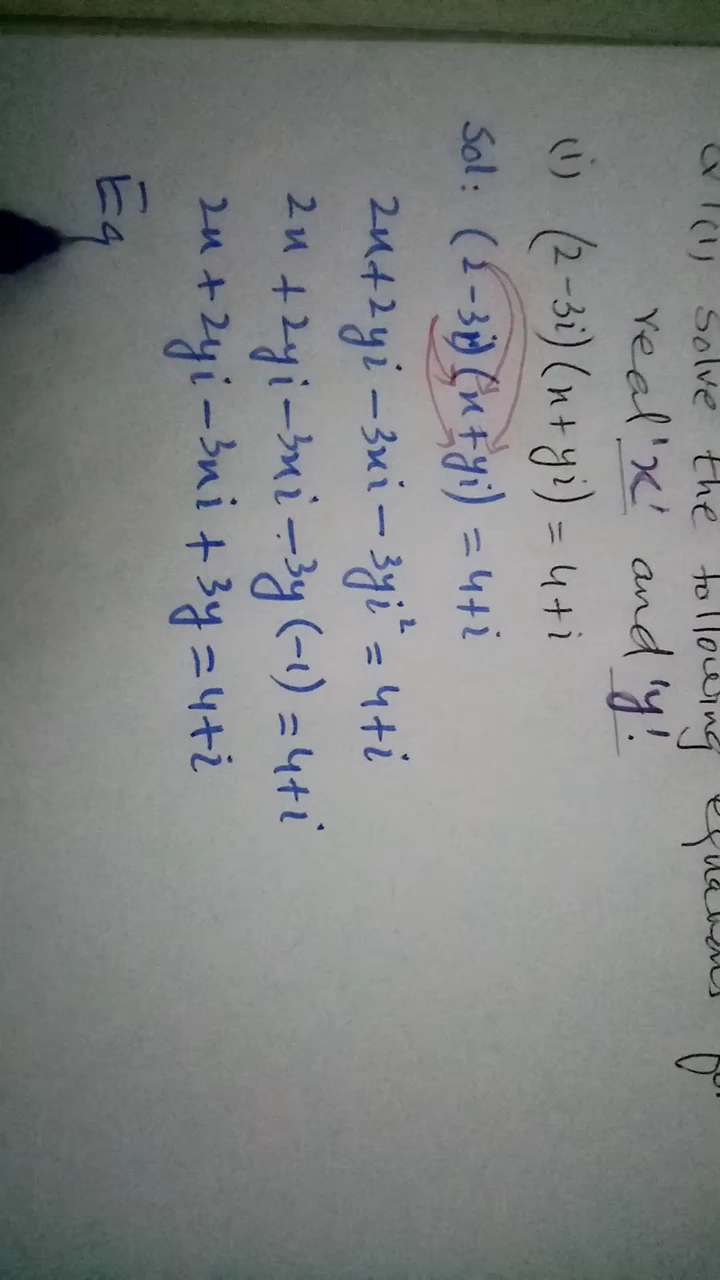 solve the following equations for
real 'x' and 'y'.
(i) (2-3i)(x+yi) = 4+i
Sol: (2-3i)(x+yi) = 4+i
2x+2yi-3xi-3yi² = 4+i
2x+2yi-3xi-3y(-1) = 4+i
2x+2yi-3xi+3y = 4+i
Eq